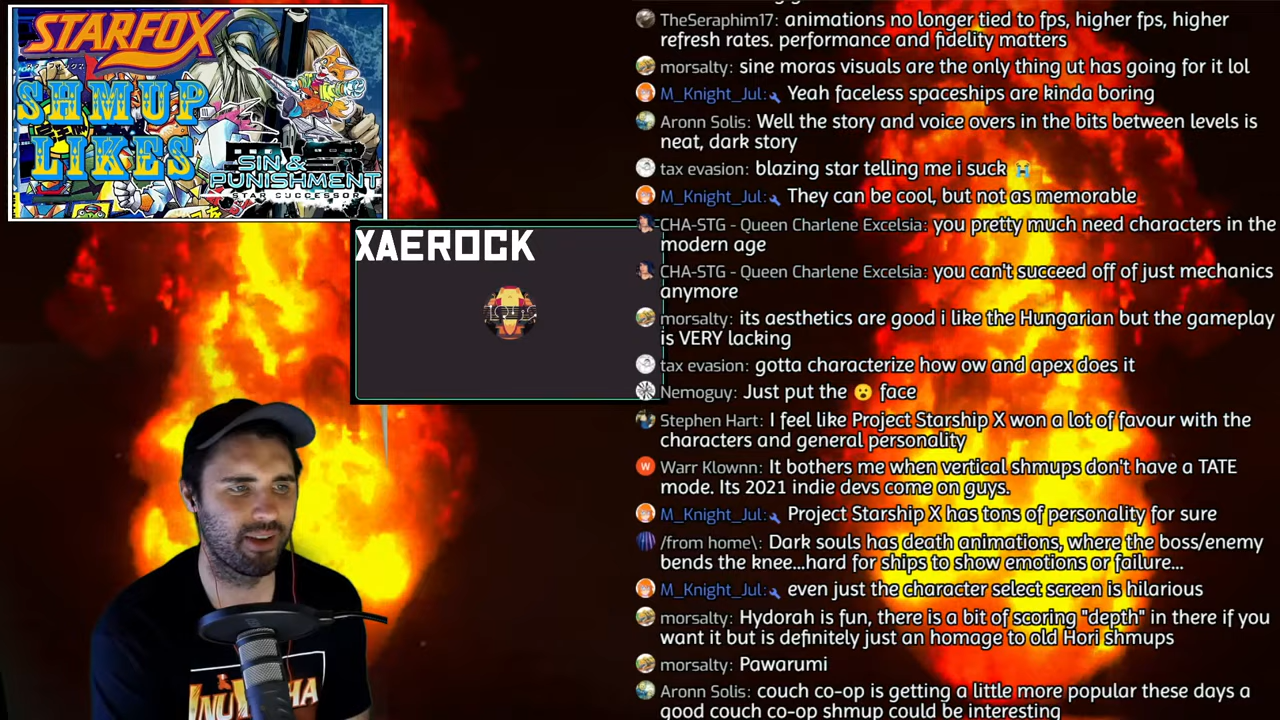 STARFOX
SHMUP
LIKES
SIN &
PUNISHMENT
STAR SUCCESSOR
XAEROCK
TheSeraphim17: animations no longer tied to fps, higher fps, higher
refresh rates. performance and fidelity matters
morsalty: sine moras visuals are the only thing ut has going for it lol
M_Knight_Jul: Yeah faceless spaceships are kinda boring
Aronn Solis: Well the story and voice overs in the bits between levels is
neat, dark story
tax evasion: blazing star telling me i suck 😭
M_Knight_Jul: They can be cool, but not as memorable
CHA-STG - Queen Charlene Excelsia: you pretty much need characters in the
modern age
CHA-STG - Queen Charlene Excelsia: you can't succeed off of just mechanics
anymore
morsalty: its aesthetics are good i like the Hungarian but the gameplay
is VERY lacking
tax evasion: gotta characterize how ow and apex does it
Nemoguy: Just put the 😮 face
Stephen Hart: I feel like Project Starship X won a lot of favour with the
characters and general personality
W Warr Klownn: It bothers me when vertical shmups don't have a TATE
mode. Its 2021 indie devs come on guys.
M_Knight_Jul: Project Starship X has tons of personality for sure
/from home\: Dark souls has death animations, where the boss/enemy
bends the knee...hard for ships to show emotions or failure...
M_Knight_Jul: even just the character select screen is hilarious
morsalty: Hydorah is fun, there is a bit of scoring "depth" in there if you
want it but is definitely just an homage to old Hori shmups
morsalty: Pawarumi
Aronn Solis: couch co-op is getting a little more popular these days a
good couch co-op shmup could be interesting